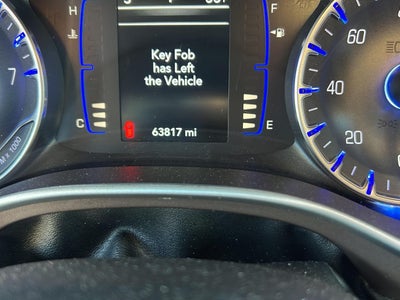 H
F
Key Fob
has Left
the Vehicle
7
60
40
20
C
E
63817 mi